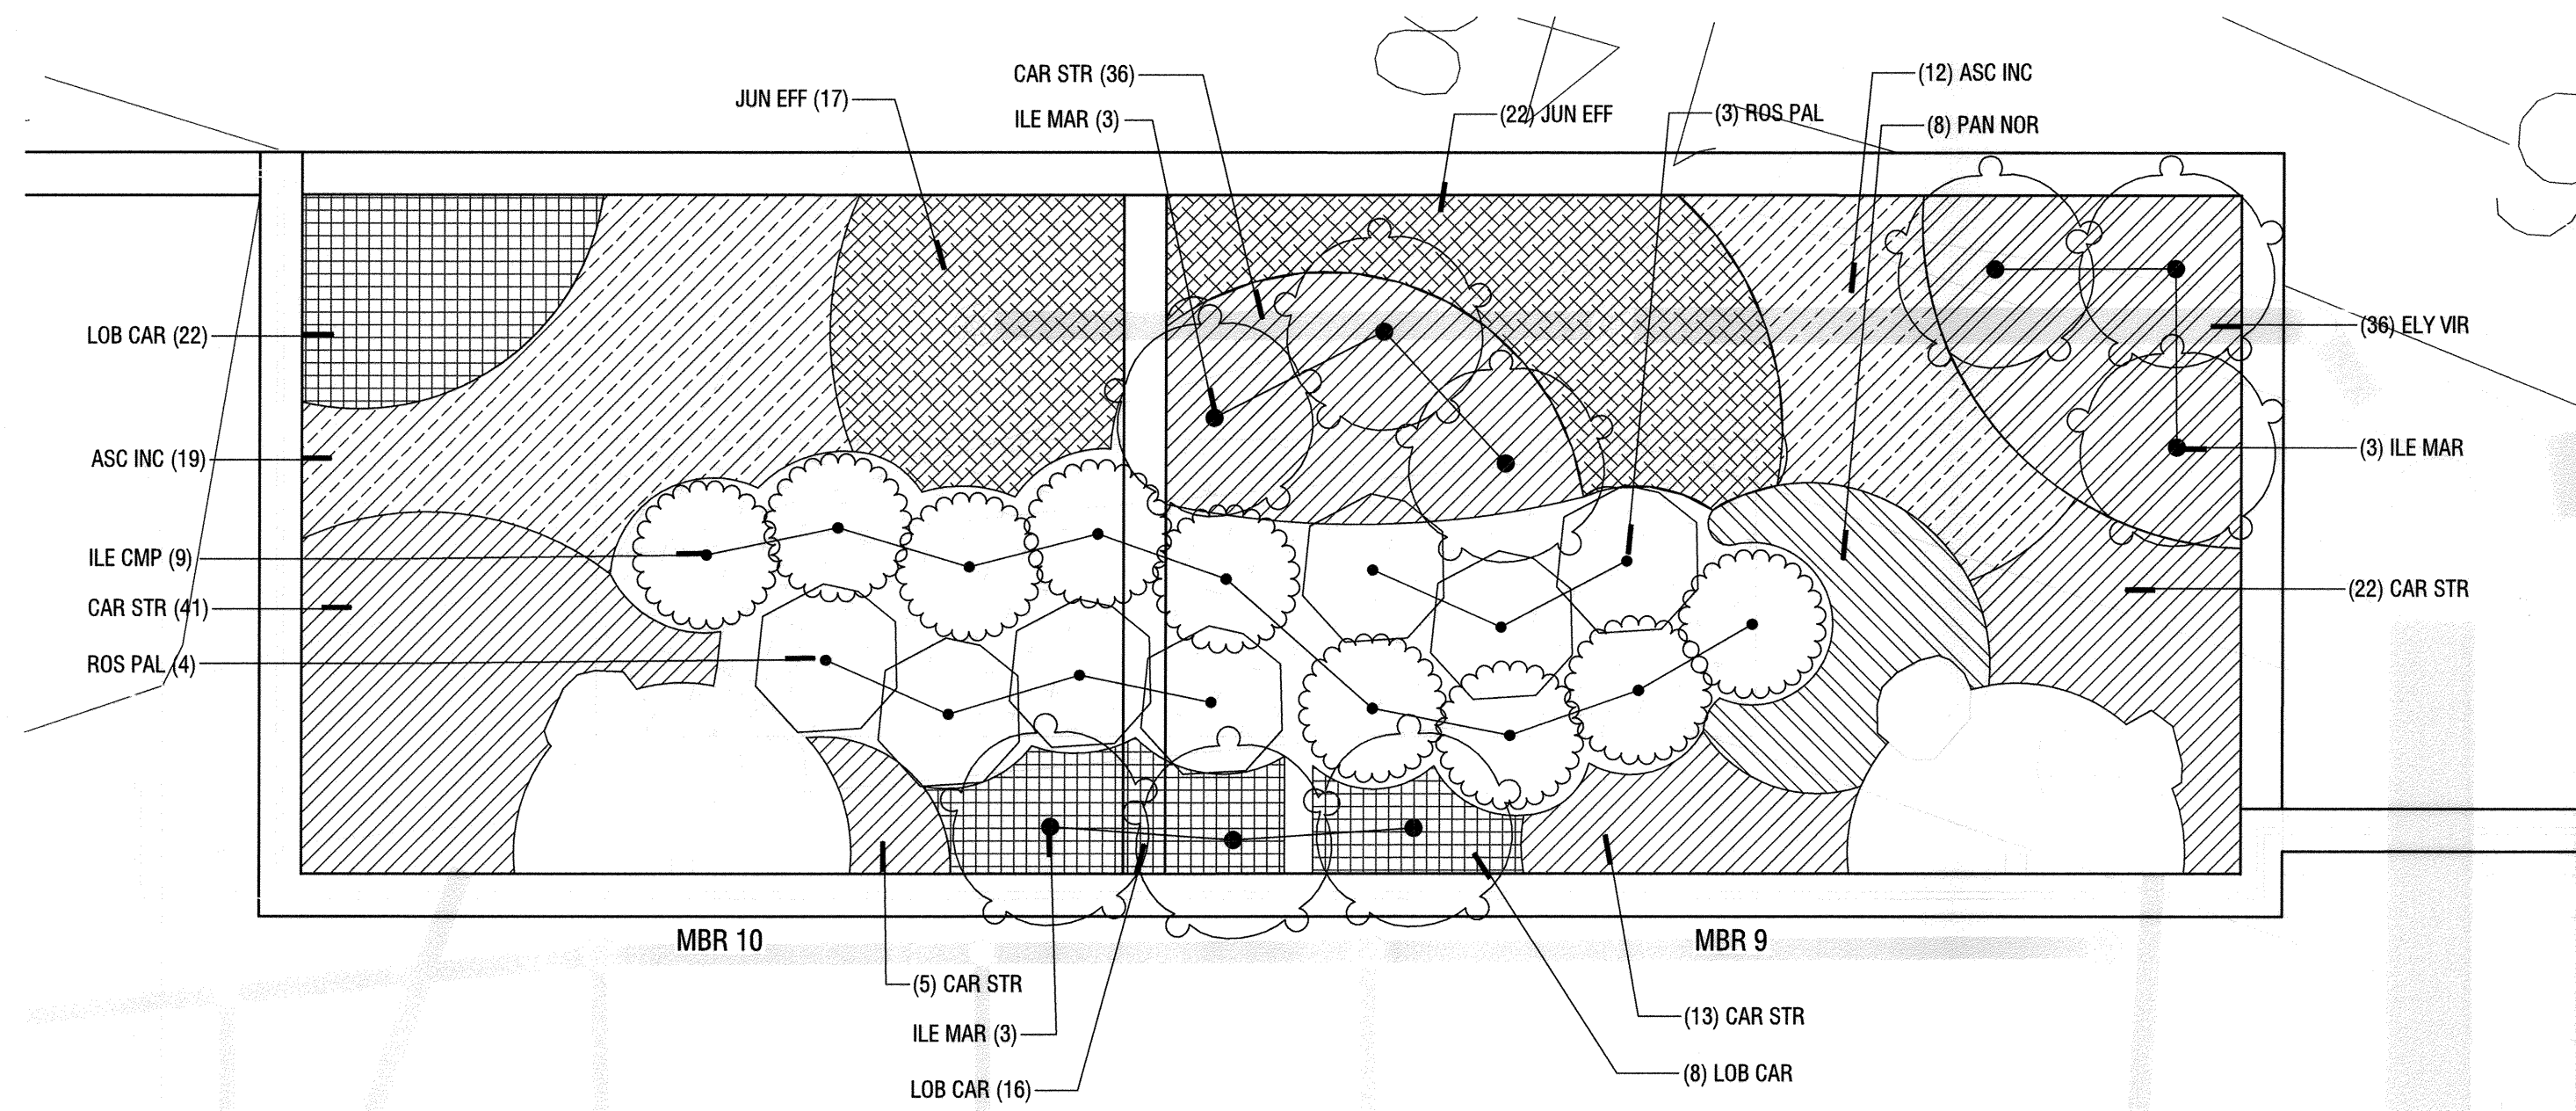 (12) ASC INC
CAR STR (36)
JUN EFF (17)
(22) JUN EFF
(3) ROS PAL
ILE MAR (3)
(8) PAN NOR
(36) ELY VIR
LOB CAR (22)
(3) ILE MAR
ASC INC (19)
ILE CMP (9)
(22) CAR STR
CAR STR (41)
ROS PAL (4)
MBR 10
MBR 9
(5) CAR STR
(13) CAR STR
ILE MAR (3)
(8) LOB CAR
LOB CAR (16)